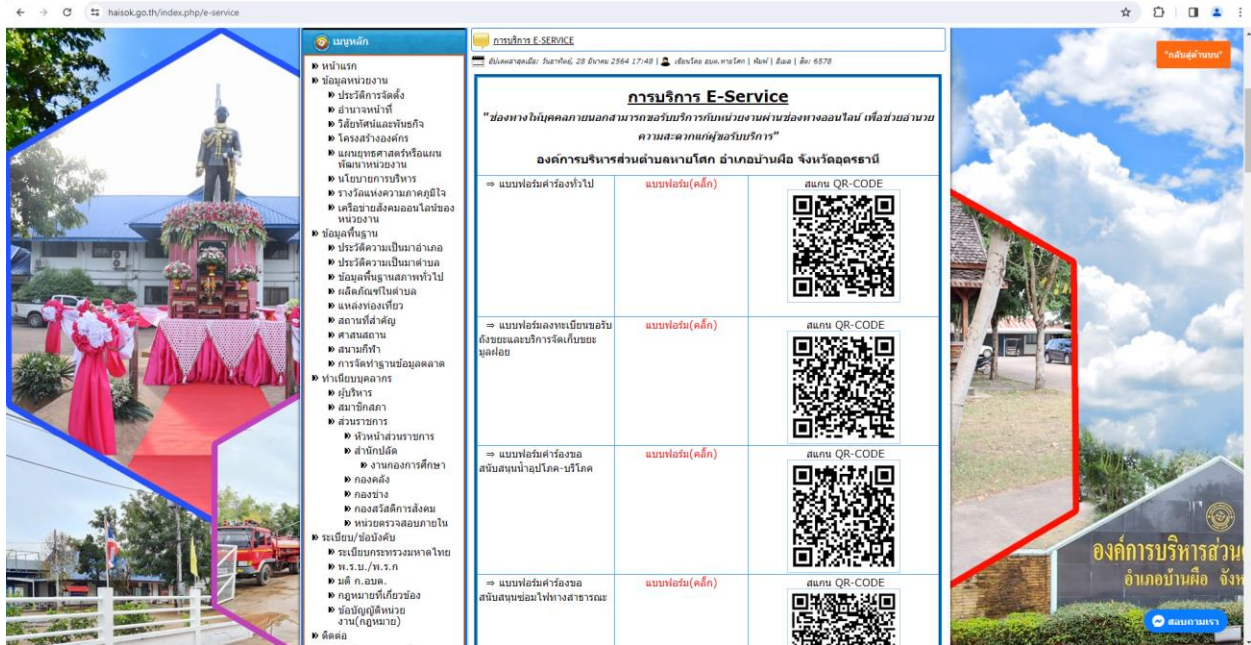 haisok.go.th/index.php/e-service
เมนูหลัก
หน้าแรก
ข้อมูลหน่วยงาน
ประวัติการจัดตั้ง
อำนาจหน้าที่
วิสัยทัศน์และพันธกิจ
โครงสร้างองค์กร
แผนยุทธศาสตร์หรือแผน
พัฒนาหน่วยงาน
นโยบายการบริหาร
รางวัลแห่งความภาคภูมิใจ
เครือข่ายสังคมออนไลน์ของ
หน่วยงาน
ข้อมูลพื้นฐาน
ประวัติความเป็นมาอำเภอ
ประวัติความเป็นมาตำบล
ข้อมูลพื้นฐานสภาพทั่วไป
ผลิตภัณฑ์ในตำบล
แหล่งท่องเที่ยว
สถานที่สำคัญ
ศาสนสถาน
สนามกีฬา
การจัดทำฐานข้อมูลตลาด
ทำเนียบบุคลากร
ผู้บริหาร
สมาชิกสภา
ส่วนราชการ
หัวหน้าส่วนราชการ
สำนักปลัด
งานกองการศึกษา
กองคลัง
กองช่าง
กองสวัสดิการสังคม
หน่วยตรวจสอบภายใน
ระเบียบ/ข้อบังคับ
ระเบียบกระทรวงมหาดไทย
พ.ร.บ./พ.ร.ก
มติ ก.อบต.
กฎหมายที่เกี่ยวข้อง
ข้อบัญญัติหน่วย
งาน(กฎหมาย)
ติดต่อ
การบริการ E-SERVICE
อัปเดตล่าสุดเมื่อ: วันอาทิตย์, 28 มีนาคม 2564 17:48 | เขียนโดย อบต.หายโศก | พิมพ์ | อีเมล | ฮิต: 6578
การบริการ E-Service
"ช่องทางให้บุคคลภายนอกสามารถขอรับบริการกับหน่วยงานผ่านช่องทางออนไลน์ เพื่อช่วยอำนวย
ความสะดวกแก่ผู้ขอรับบริการ"
องค์การบริหารส่วนตำบลหายโศก อำเภอบ้านผือ จังหวัดอุดรธานี
⇒ แบบฟอร์มคำร้องทั่วไป แบบฟอร์ม(คลิ๊ก) สแกน QR-CODE
⇒ แบบฟอร์มลงทะเบียนขอรับ แบบฟอร์ม(คลิ๊ก) สแกน QR-CODE
ถังขยะและบริการจัดเก็บขยะ
มูลฝอย
⇒ แบบฟอร์มคำร้องขอ แบบฟอร์ม(คลิ๊ก) สแกน QR-CODE
สนับสนุนน้ำอุปโภค-บริโภค
⇒ แบบฟอร์มคำร้องขอ แบบฟอร์ม(คลิ๊ก) สแกน QR-CODE
สนับสนุนซ่อมไฟทางสาธารณะ
"กลับสู่ด้านบน"
องค์การบริหารส่วน
อำเภอบ้านผือ จังห
สอบถามเรา